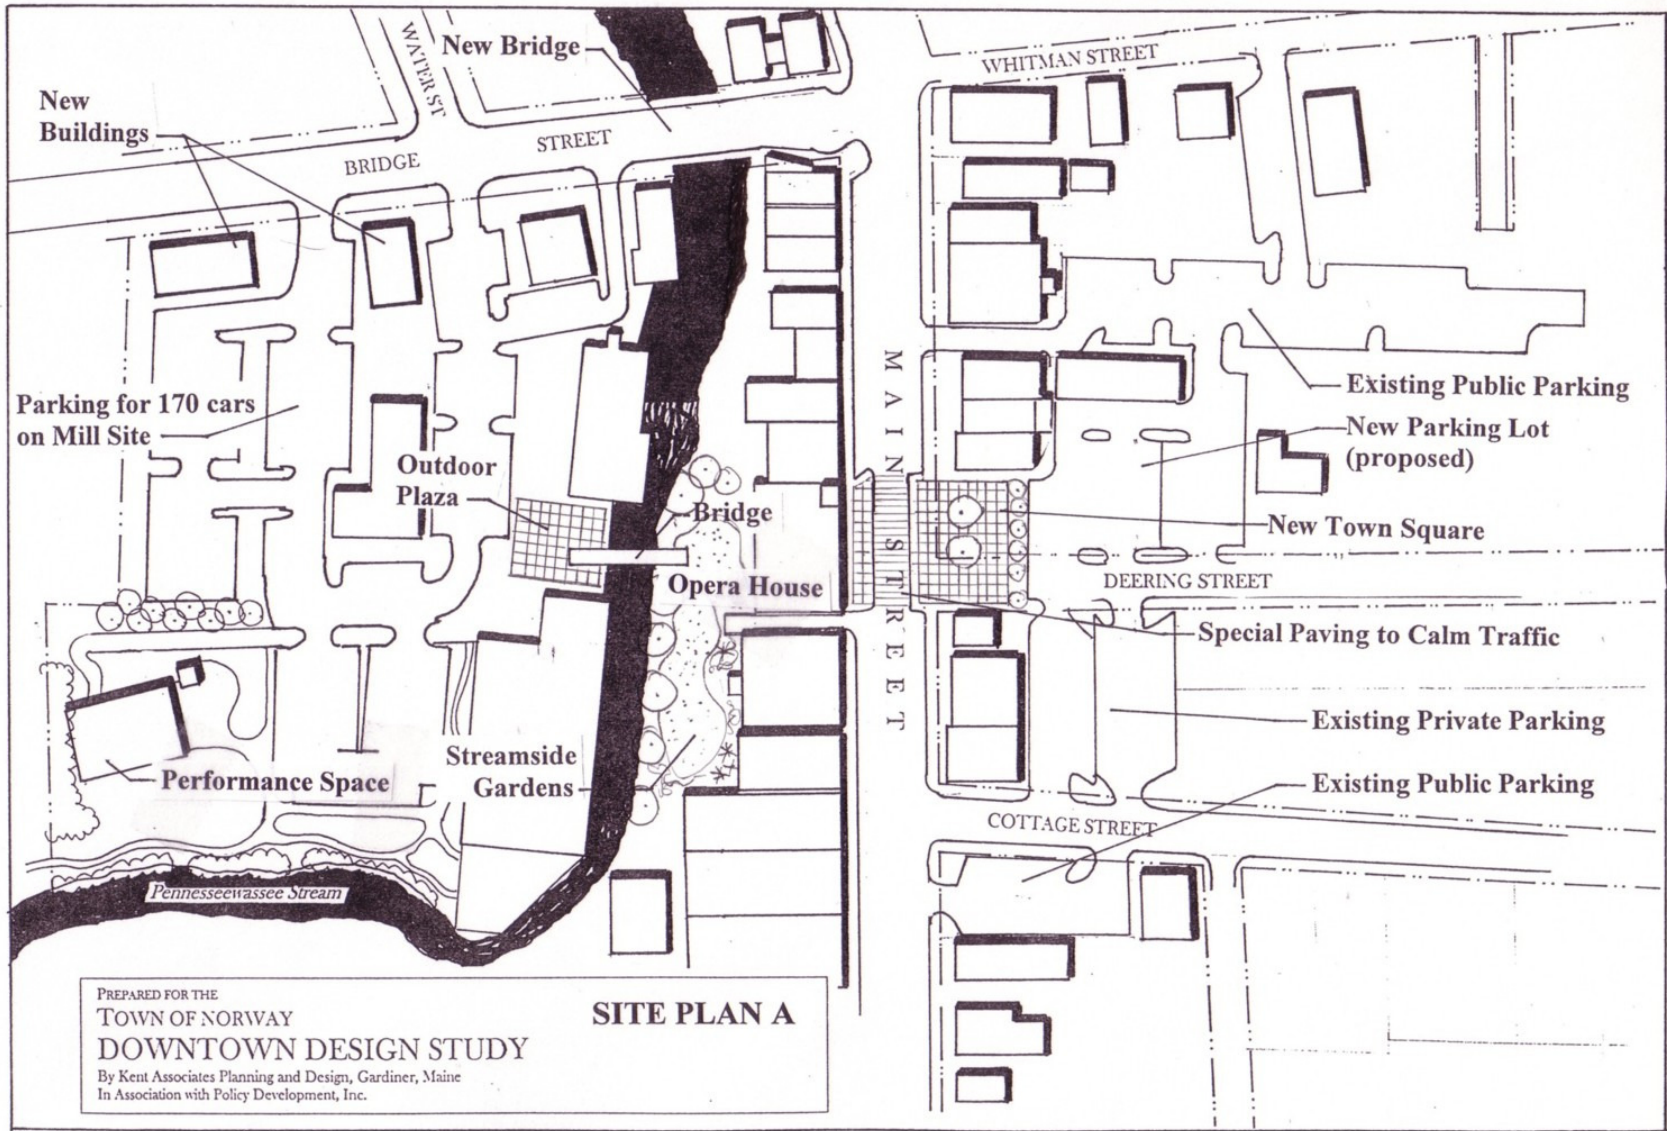 WATER ST
New Bridge
WHITMAN STREET
New
Buildings
STREET
BRIDGE
Existing Public Parking
Parking for 170 cars
on Mill Site
New Parking Lot
(proposed)
MAIN STREET
Outdoor
Plaza
Bridge
New Town Square
DEERING STREET
Opera House
Special Paving to Calm Traffic
Existing Private Parking
Streamside
Gardens
Performance Space
Existing Public Parking
COTTAGE STREET
Pennesseewassee Stream
PREPARED FOR THE
TOWN OF NORWAY
SITE PLAN A
DOWNTOWN DESIGN STUDY
By Kent Associates Planning and Design, Gardiner, Maine
In Association with Policy Development, Inc.